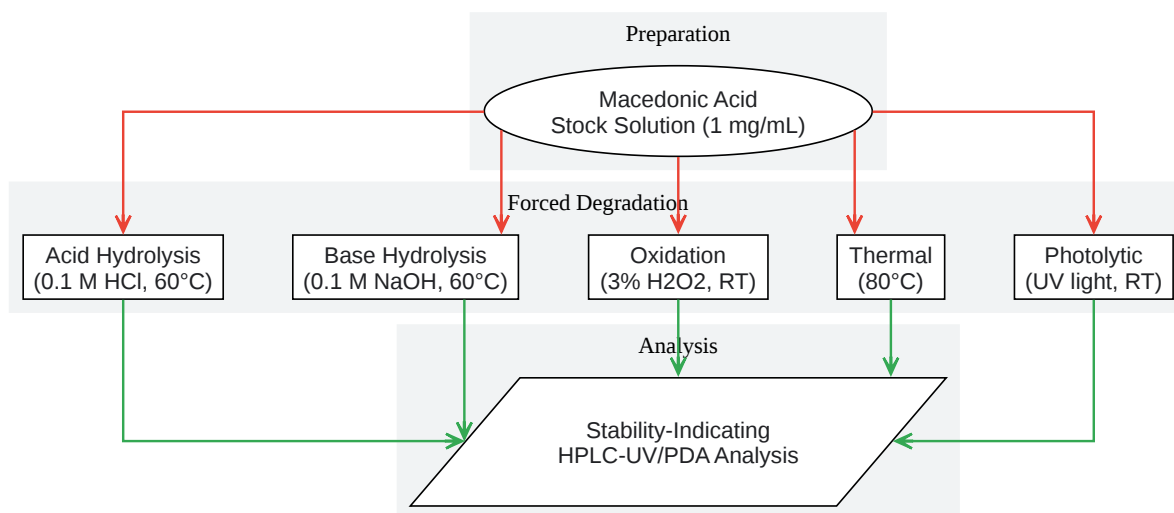 Preparation
Macedonic Acid
Stock Solution (1 mg/mL)
Forced Degradation
Acid Hydrolysis
(0.1 M HCl, 60°C)
Base Hydrolysis
(0.1 M NaOH, 60°C)
Oxidation
(3% H2O2, RT)
Thermal
(80°C)
Photolytic
(UV light, RT)
Analysis
Stability-Indicating
HPLC-UV/PDA Analysis